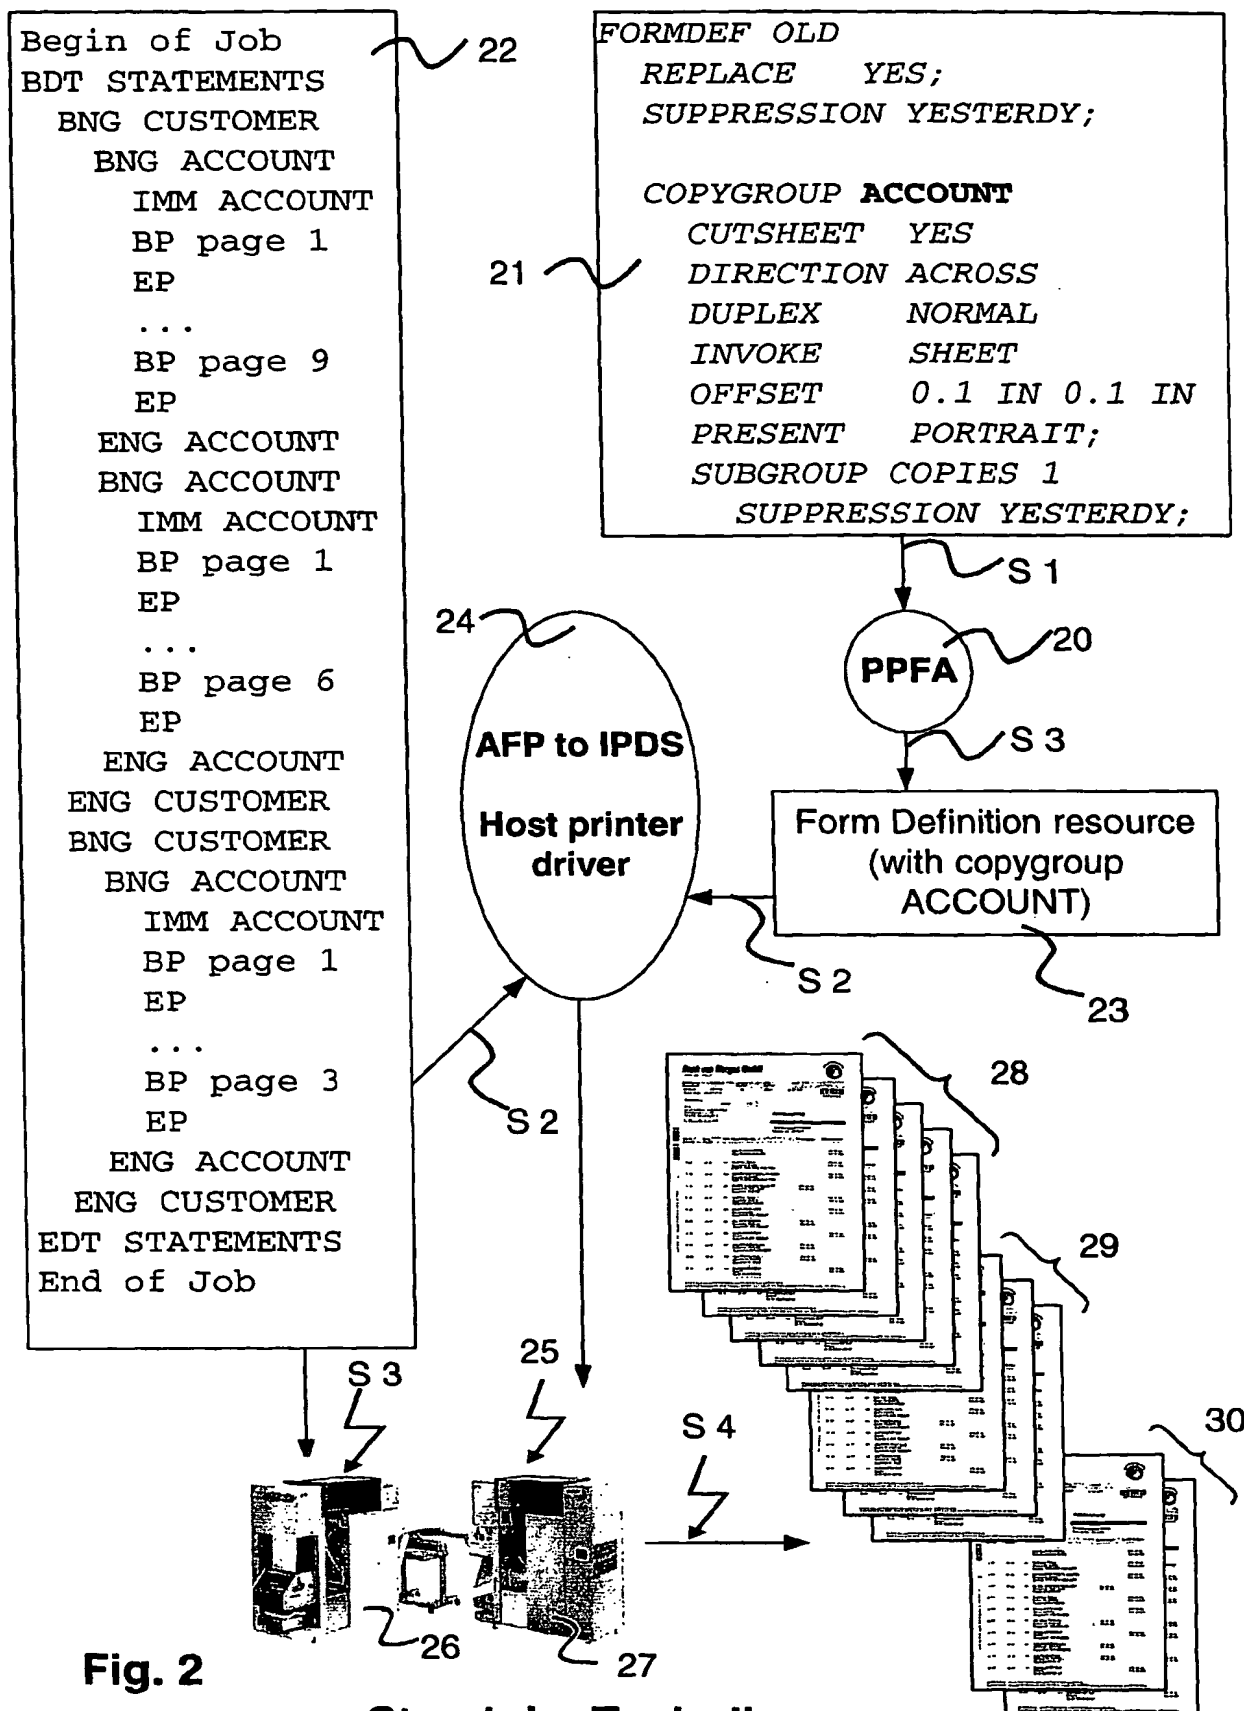 Begin of Job
BDT STATEMENTS
BNG CUSTOMER
BNG ACCOUNT
IMM ACCOUNT
BP page 1
EP
...
BP page 9
EP
ENG ACCOUNT
BNG ACCOUNT
IMM ACCOUNT
BP page 1
EP
...
BP page 6
EP
ENG ACCOUNT
ENG CUSTOMER
BNG CUSTOMER
BNG ACCOUNT
IMM ACCOUNT
BP page 1
EP
...
BP page 3
EP
ENG ACCOUNT
ENG CUSTOMER
EDT STATEMENTS
End of Job
22
FORMDEF OLD
REPLACE YES;
SUPPRESSION YESTERDY;
COPYGROUP ACCOUNT
CUTSHEET YES
DIRECTION ACROSS
DUPLEX NORMAL
INVOKE SHEET
OFFSET 0.1 IN 0.1 IN
PRESENT PORTRAIT;
SUBGROUP COPIES 1
SUPPRESSION YESTERDY;
21
S 1
PPFA
20
S 3
Form Definition resource
(with copygroup
ACCOUNT)
23
S 2
24
AFP to IPDS
Host printer
driver
S 2
S 3
25
26
27
S 4
28
29
30
Fig. 2